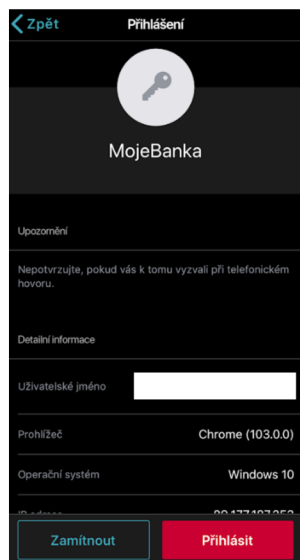 Zpět
Přihlášení
MojeBanka
Upozornění
Nepotvrzujte, pokud vás k tomu vyzvali při telefonickém
hovoru.
Detailní informace
Uživatelské jméno
Prohlížeč Chrome (103.0.0)
Operační systém Windows 10
Zamítnout
Přihlásit